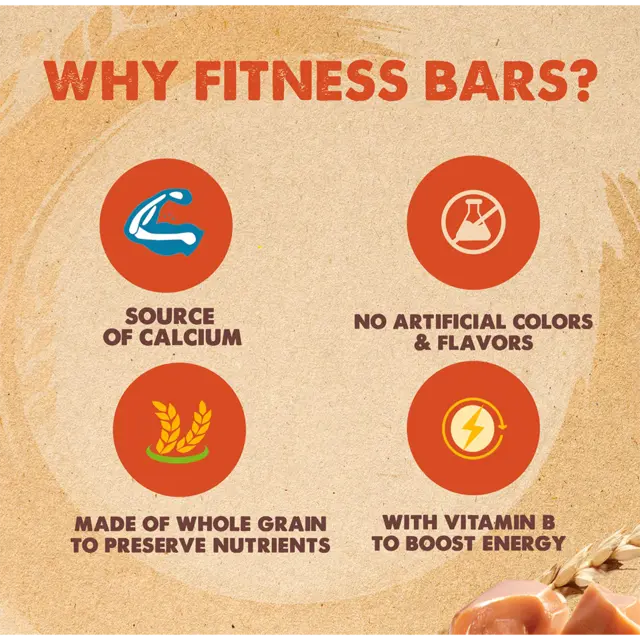 WHY FITNESS BARS?
SOURCE
OF CALCIUM
NO ARTIFICIAL COLORS
& FLAVORS
MADE OF WHOLE GRAIN
TO PRESERVE NUTRIENTS
WITH VITAMIN B
TO BOOST ENERGY